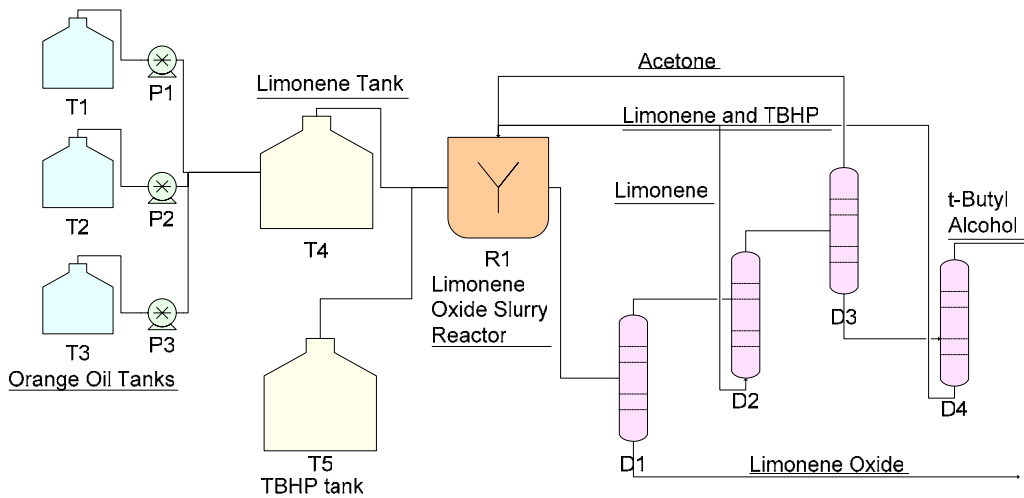 Acetone
Limonene Tank
T1
P1
Limonene and TBHP
T2
P2
Limonene
t-Butyl
Alcohol
T4
R1
Limonene
Oxide Slurry
Reactor
D3
T3
P3
Orange Oil Tanks
D2
D4
T5
TBHP tank
D1
Limonene Oxide